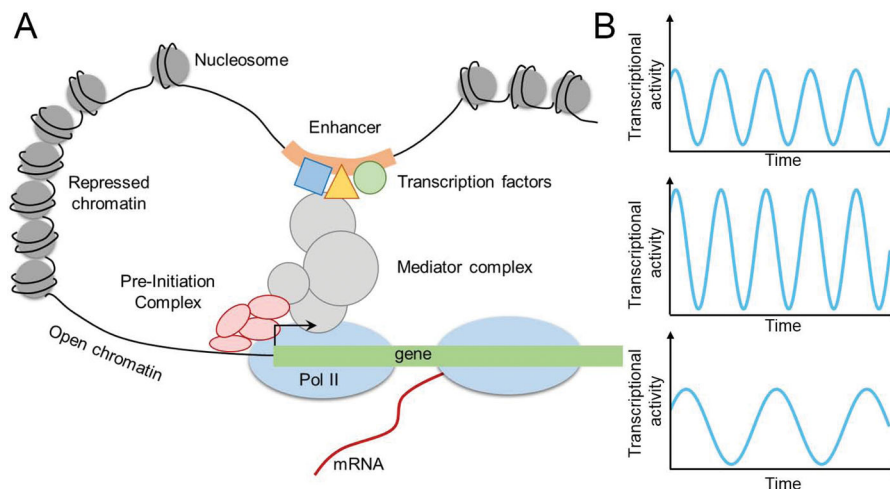 A
Nucleosome
Enhancer
Transcription factors
Repressed
chromatin
Mediator complex
Pre-Initiation
Complex
Open chromatin
gene
Pol II
mRNA
B
Transcriptional
activity
Time
Transcriptional
activity
Time
Transcriptional
activity
Time